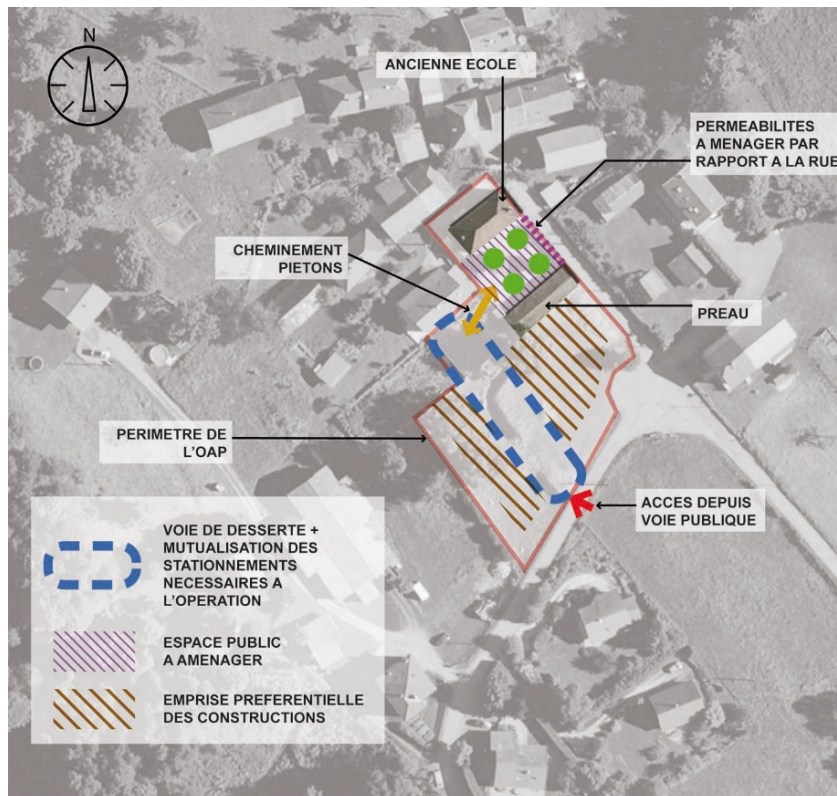 N
ANCIENNE ECOLE
PERMEABILITES
A MENAGER PAR
RAPPORT A LA RUE
CHEMINEMENT
PIETONS
PREAU
PERIMETRE DE
L'OAP
ACCES DEPUIS
VOIE PUBLIQUE
VOIE DE DESSERTE +
MUTUALISATION DES
STATIONNEMENTS
NECESSAIRES A
L'OPERATION
ESPACE PUBLIC
A AMENAGER
EMPRISE PREFERENTIELLE
DES CONSTRUCTIONS